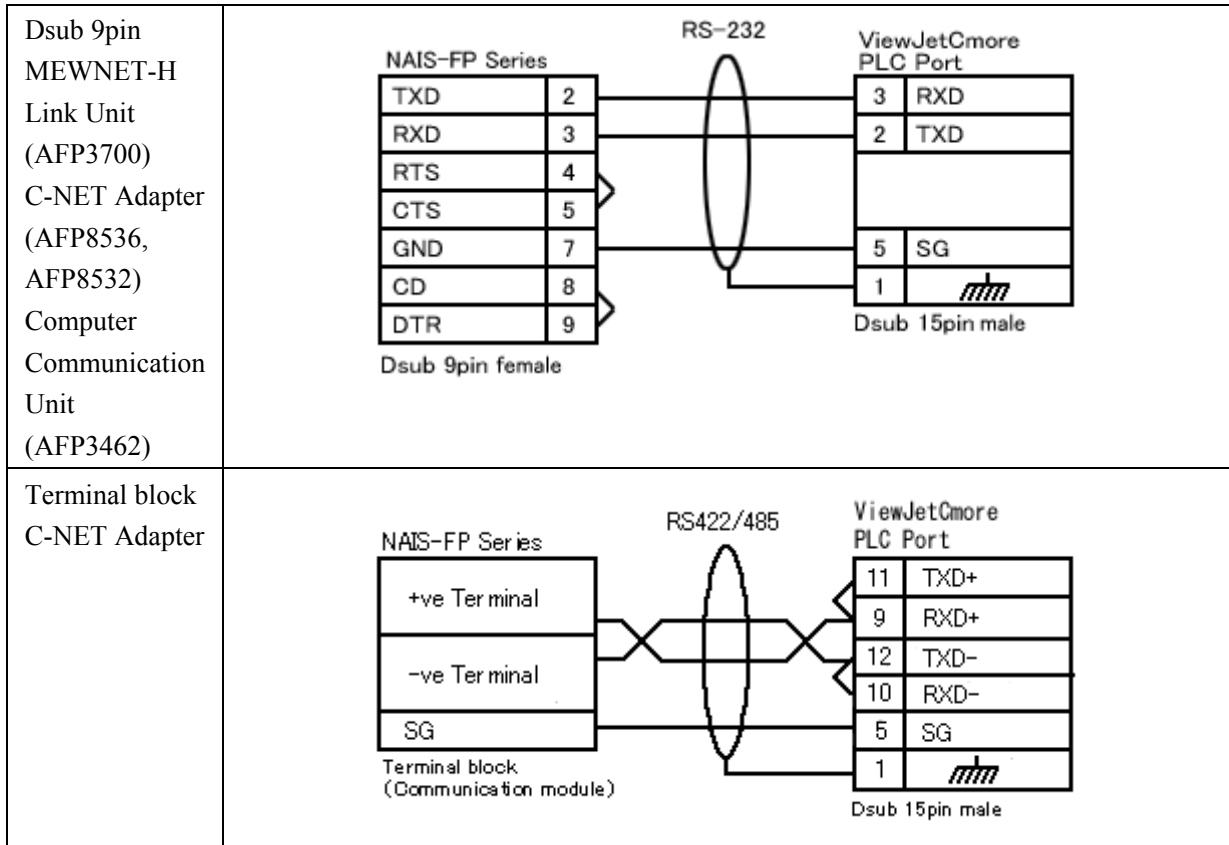 Dsub 9pin
MEWNET-H
Link Unit
(AFP3700)
C-NET Adapter
(AFP8536,
AFP8532)
Computer
Communication
Unit
(AFP3462)
RS-232
NAIS-FP Series
ViewJetCmore
PLC Port
TXD 2 3 RXD
RXD 3 2 TXD
RTS 4
CTS 5
GND 7 5 SG
CD 8 1
DTR 9
Dsub 15pin male
Dsub 9pin female
Terminal block
C-NET Adapter
RS422/485
NAIS-FP Series
ViewJetCmore
PLC Port
+ve Terminal
-ve Terminal
SG
11 TXD+
9 RXD+
12 TXD-
10 RXD-
5 SG
1
Terminal block
(Communication module)
Dsub 15pin male